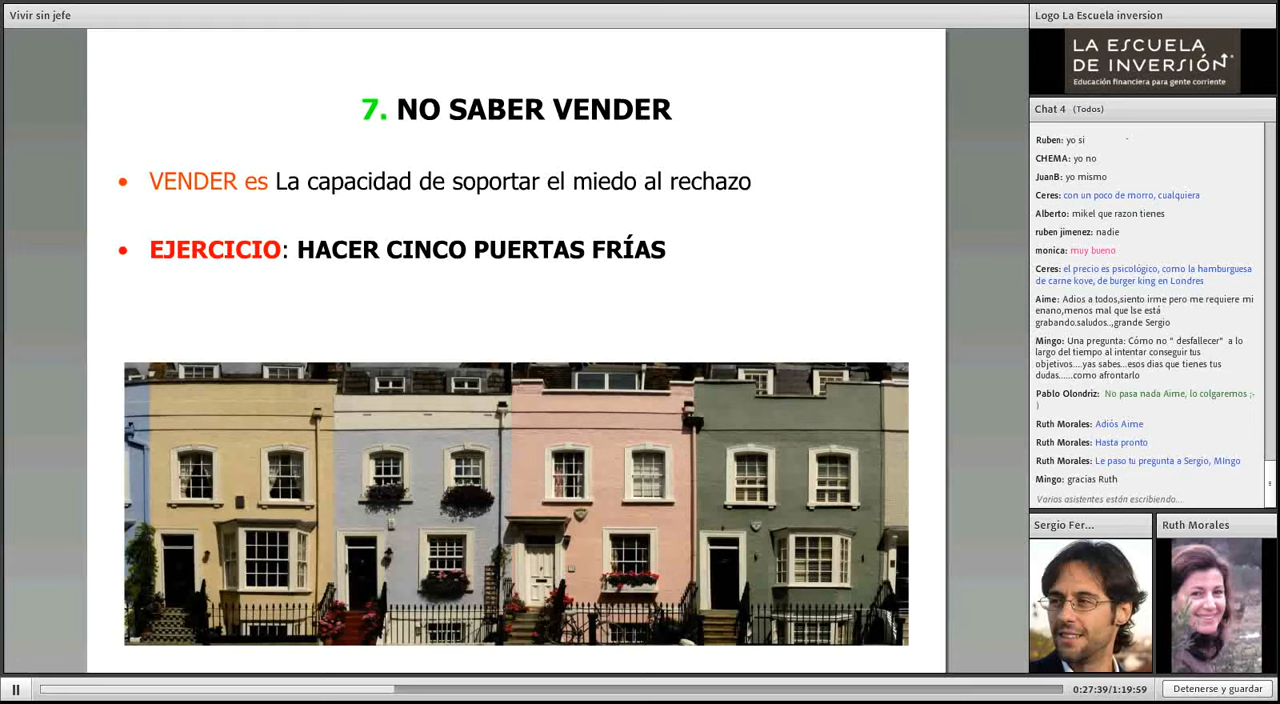 Vivir sin jefe
7. NO SABER VENDER
• VENDER es La capacidad de soportar el miedo al rechazo
• EJERCICIO: HACER CINCO PUERTAS FRÍAS
Logo La Escuela inversion
LA ESCUELA
DE INVERSIÓN
Educación financiera para gente corriente
Chat 4 (Todos)
Ruben: yo si
CHEMA: yo no
JuanB: yo mismo
Ceres: con un poco de morro, cualquiera
Alberto: mikel que razon tienes
ruben jimenez: nadie
monica: muy bueno
Ceres: el precio es psicológico, como la hamburguesa
de carne kove, de burger king en Londres
Aime: Adios a todos,siento irme pero me requiere mi
enano,menos mal que lse está
grabando.saludos..,grande Sergio
Mingo: Una pregunta: Cómo no " desfallecer" a lo
largo del tiempo al intentar conseguir tus
objetivos....yas sabes...esos dias que tienes tus
dudas......como afrontarlo
Pablo Olondriz: No pasa nada Aime, lo colgaremos ;-
)
Ruth Morales: Adiós Aime
Ruth Morales: Hasta pronto
Ruth Morales: Le paso tu pregunta a Sergio, MIngo
Mingo: gracias Ruth
Varios asistentes están escribiendo...
Sergio Fer...
Ruth Morales
0:27:39/1:19:59
Detenerse y guardar